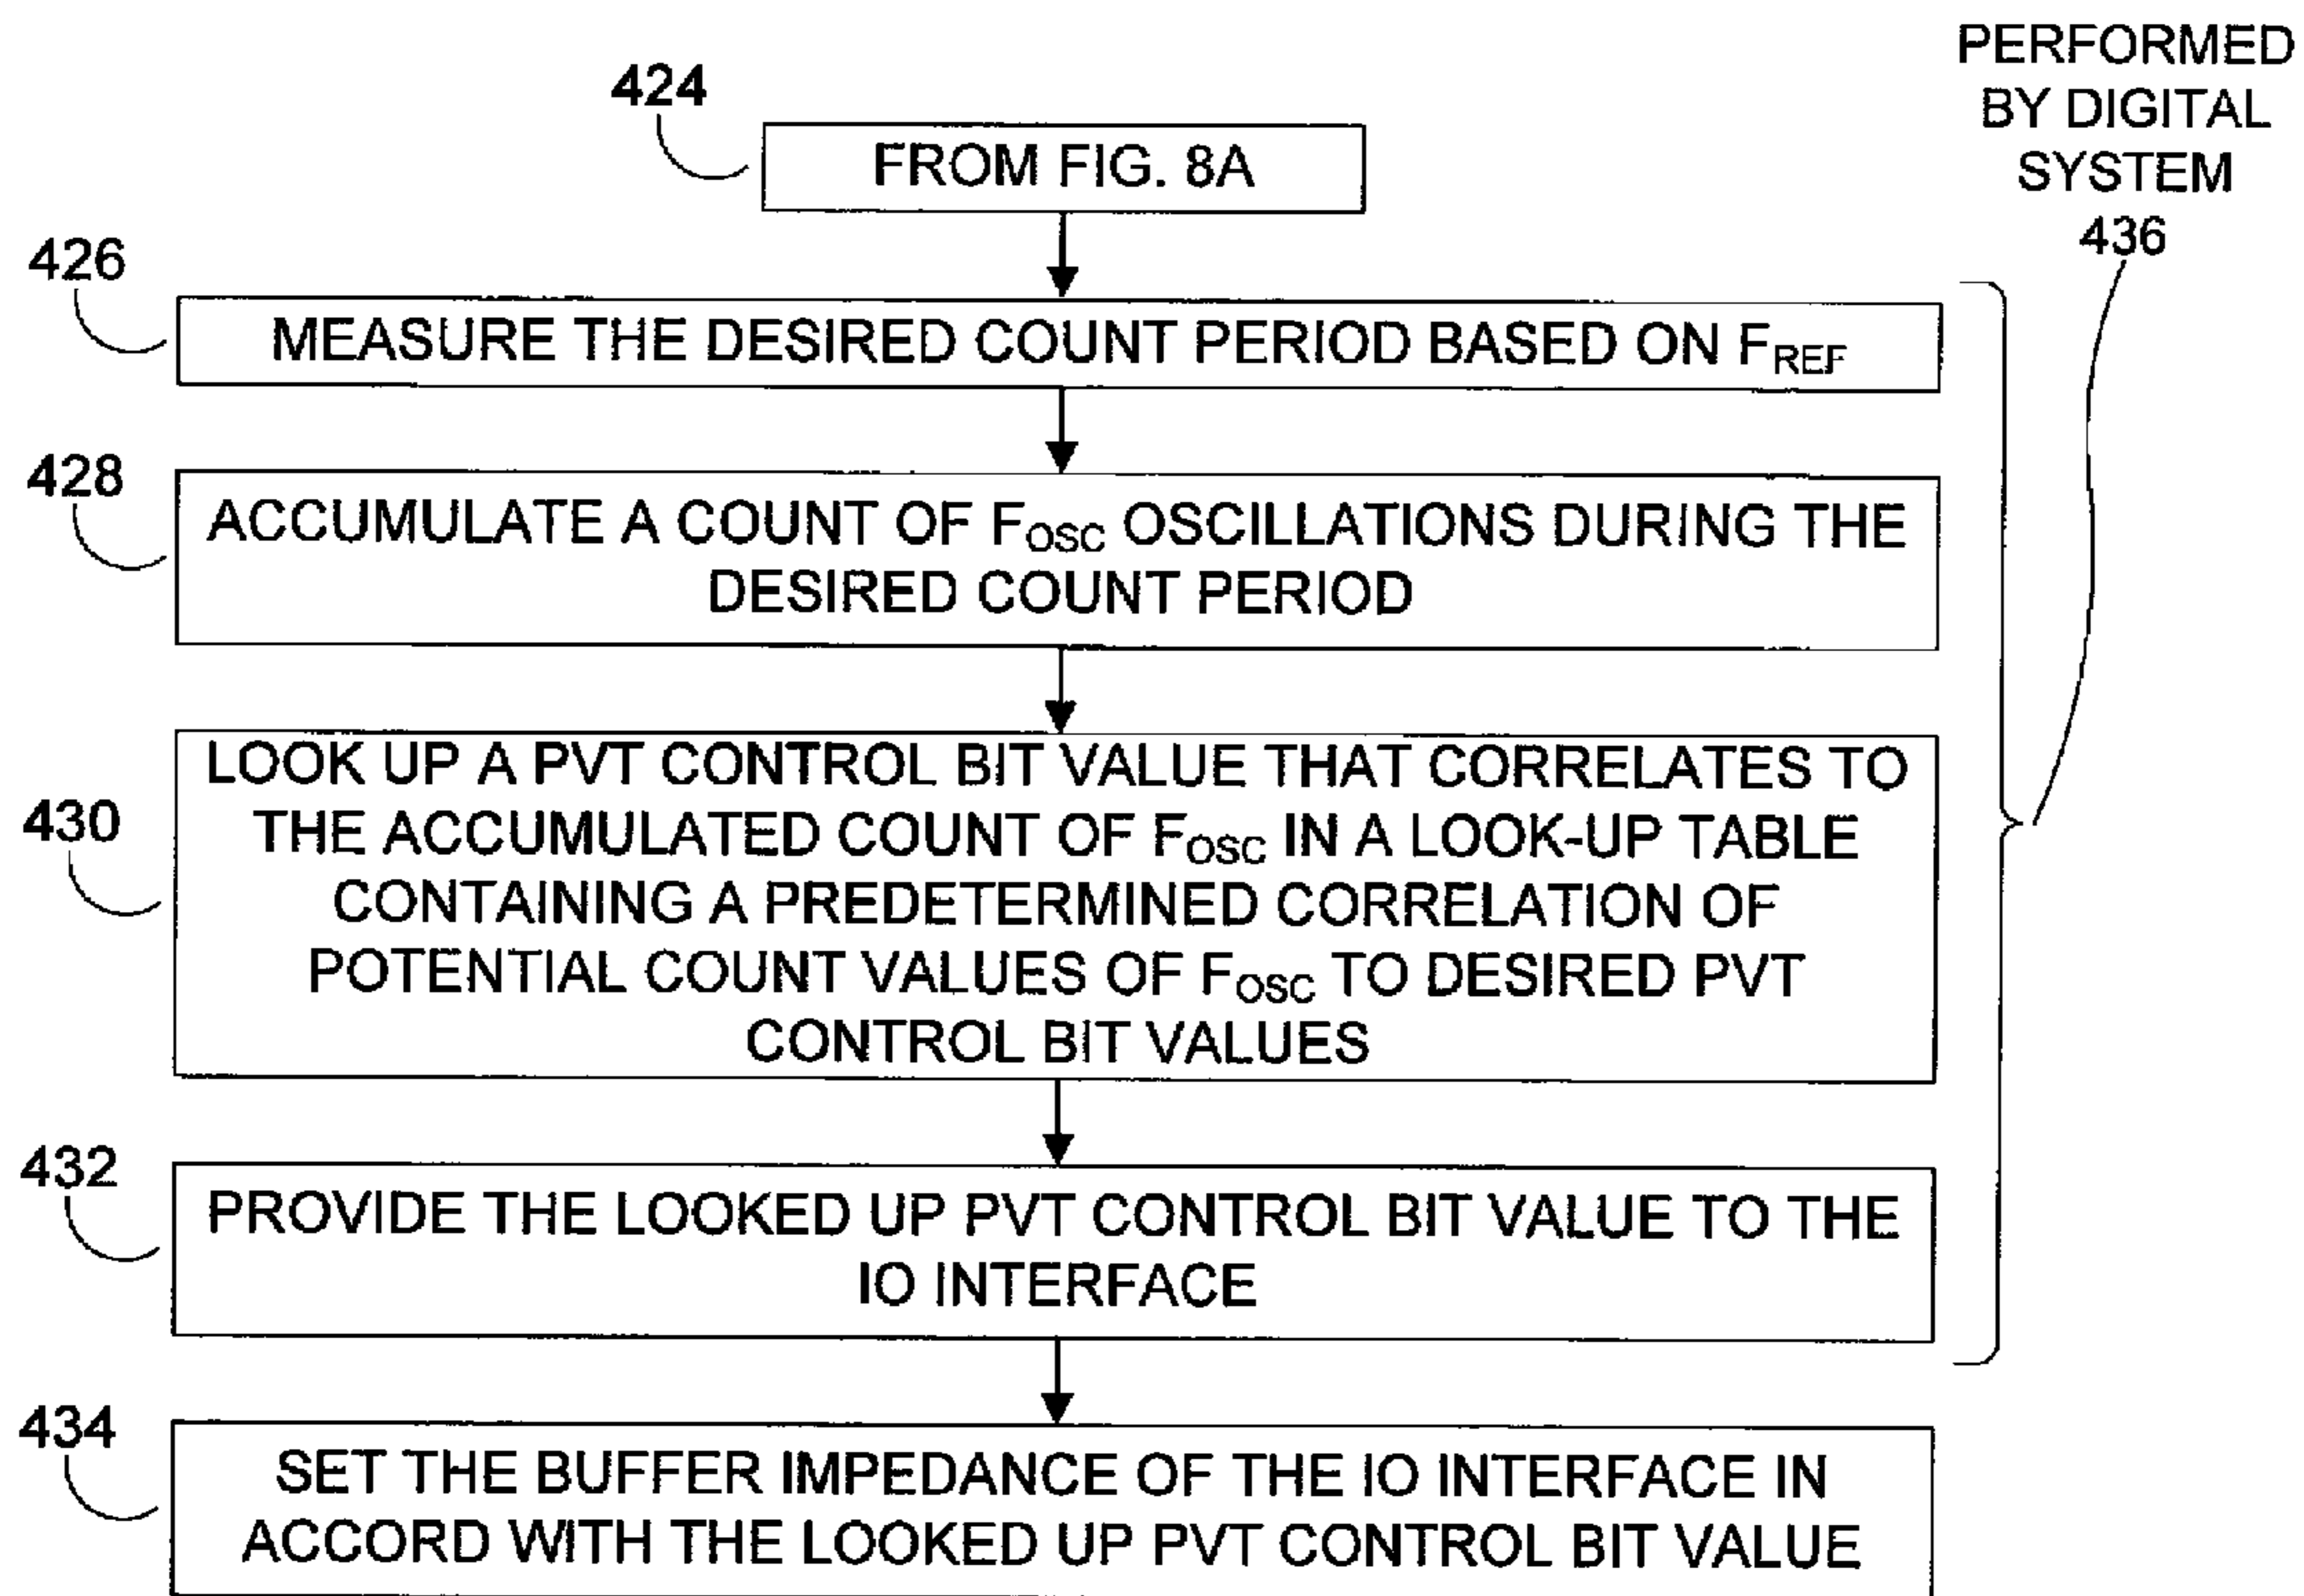 PERFORMED
BY DIGITAL
SYSTEM
436
424
FROM FIG. 8A
426
MEASURE THE DESIRED COUNT PERIOD BASED ON FREF
428
ACCUMULATE A COUNT OF FOSC OSCILLATIONS DURING THE
DESIRED COUNT PERIOD
430
LOOK UP A PVT CONTROL BIT VALUE THAT CORRELATES TO
THE ACCUMULATED COUNT OF FOSC IN A LOOK-UP TABLE
CONTAINING A PREDETERMINED CORRELATION OF
POTENTIAL COUNT VALUES OF FOSC TO DESIRED PVT
CONTROL BIT VALUES
432
PROVIDE THE LOOKED UP PVT CONTROL BIT VALUE TO THE
IO INTERFACE
434
SET THE BUFFER IMPEDANCE OF THE IO INTERFACE IN
ACCORD WITH THE LOOKED UP PVT CONTROL BIT VALUE